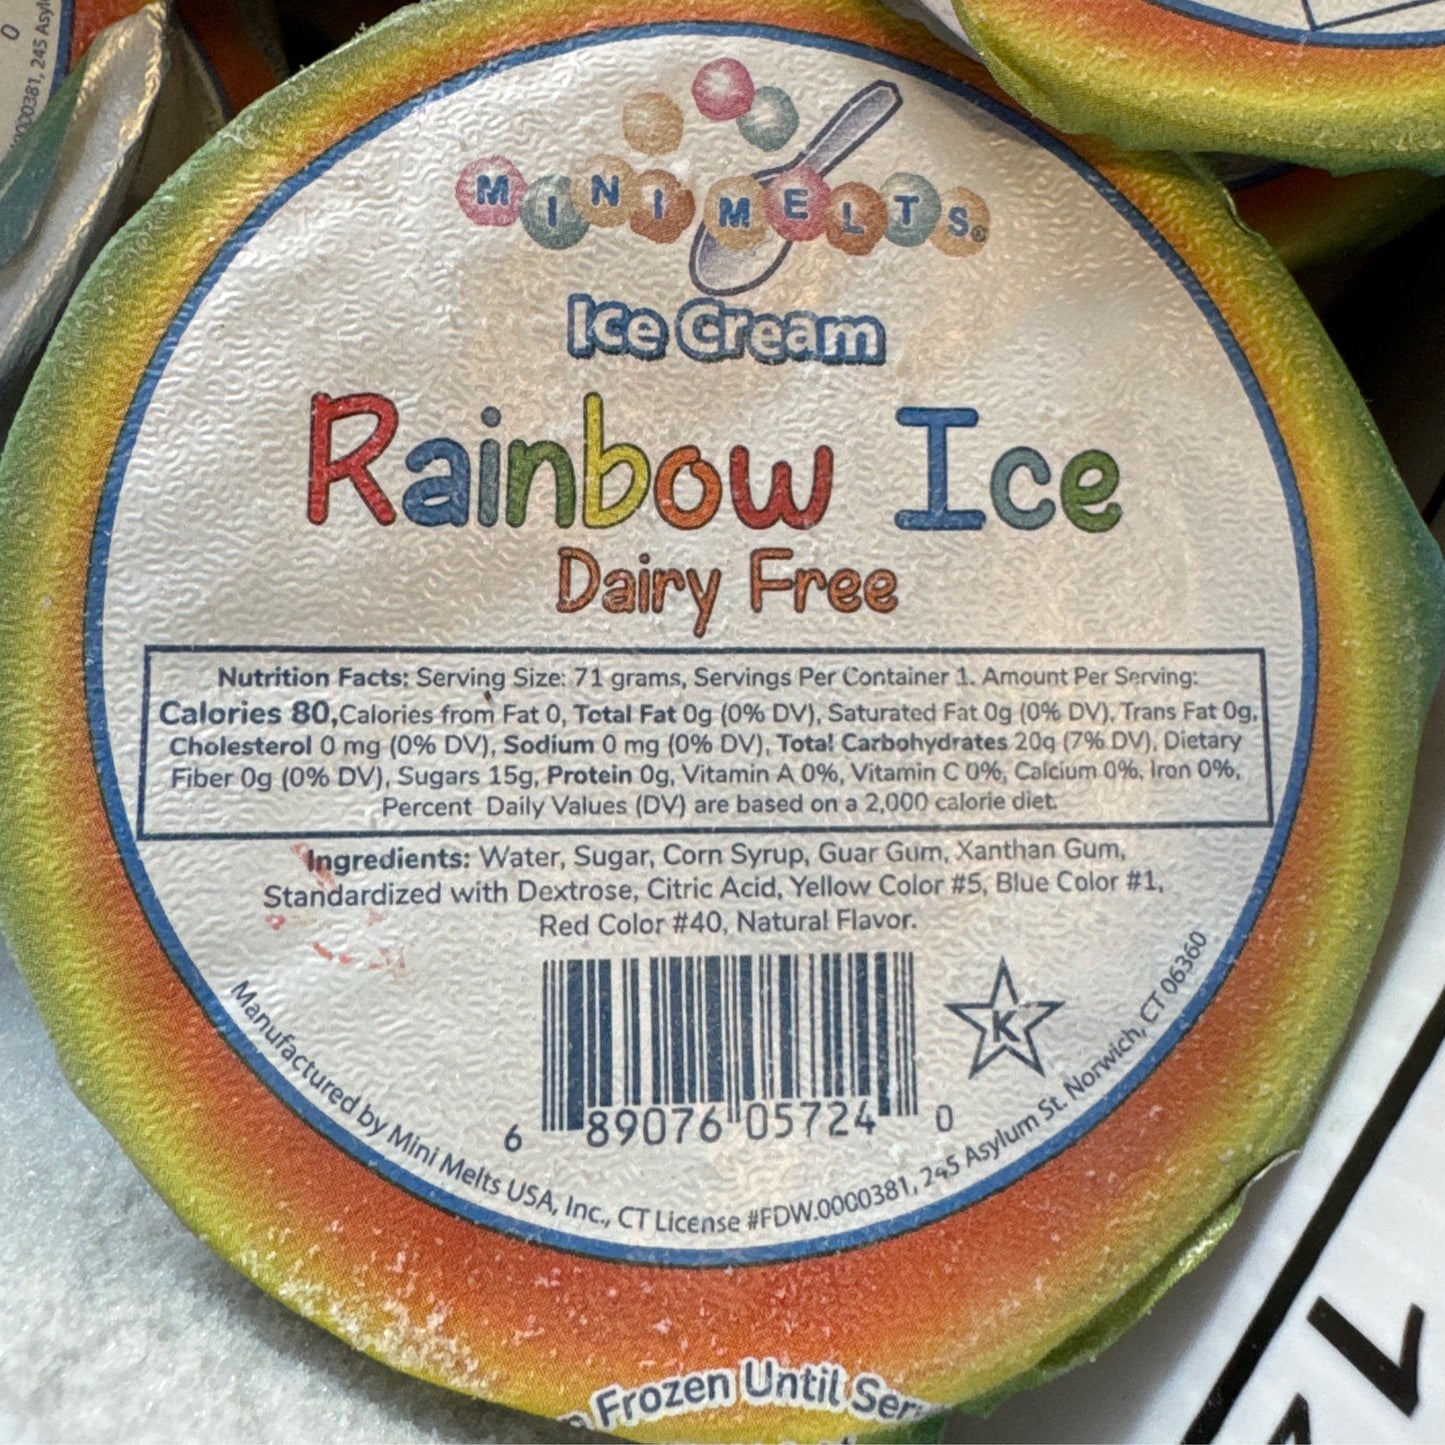 MINI MELTS®
Ice Cream
Rainbow Ice
Dairy Free
Nutrition Facts: Serving Size: 71 grams, Servings Per Container 1. Amount Per Serving:
Calories 80,Calories from Fat 0, Total Fat 0g (0% DV), Saturated Fat 0g (0% DV), Trans Fat 0g,
Cholesterol 0 mg (0% DV), Sodium 0 mg (0% DV), Total Carbohydrates 20g (7% DV), Dietary
Fiber 0g (0% DV), Sugars 15g, Protein 0g, Vitamin A 0%, Vitamin C 0%, Calcium 0%, Iron 0%,
Percent Daily Values (DV) are based on a 2,000 calorie diet.
Ingredients: Water, Sugar, Corn Syrup, Guar Gum, Xanthan Gum,
Standardized with Dextrose, Citric Acid, Yellow Color #5, Blue Color #1,
Red Color #40, Natural Flavor.
K
6 89076 05724 0
Manufactured by Mini Melts USA, Inc., CT License #FDW.0000381, 245 Asylum St. Norwich, CT 06360
Frozen Until
0
0000381, 245